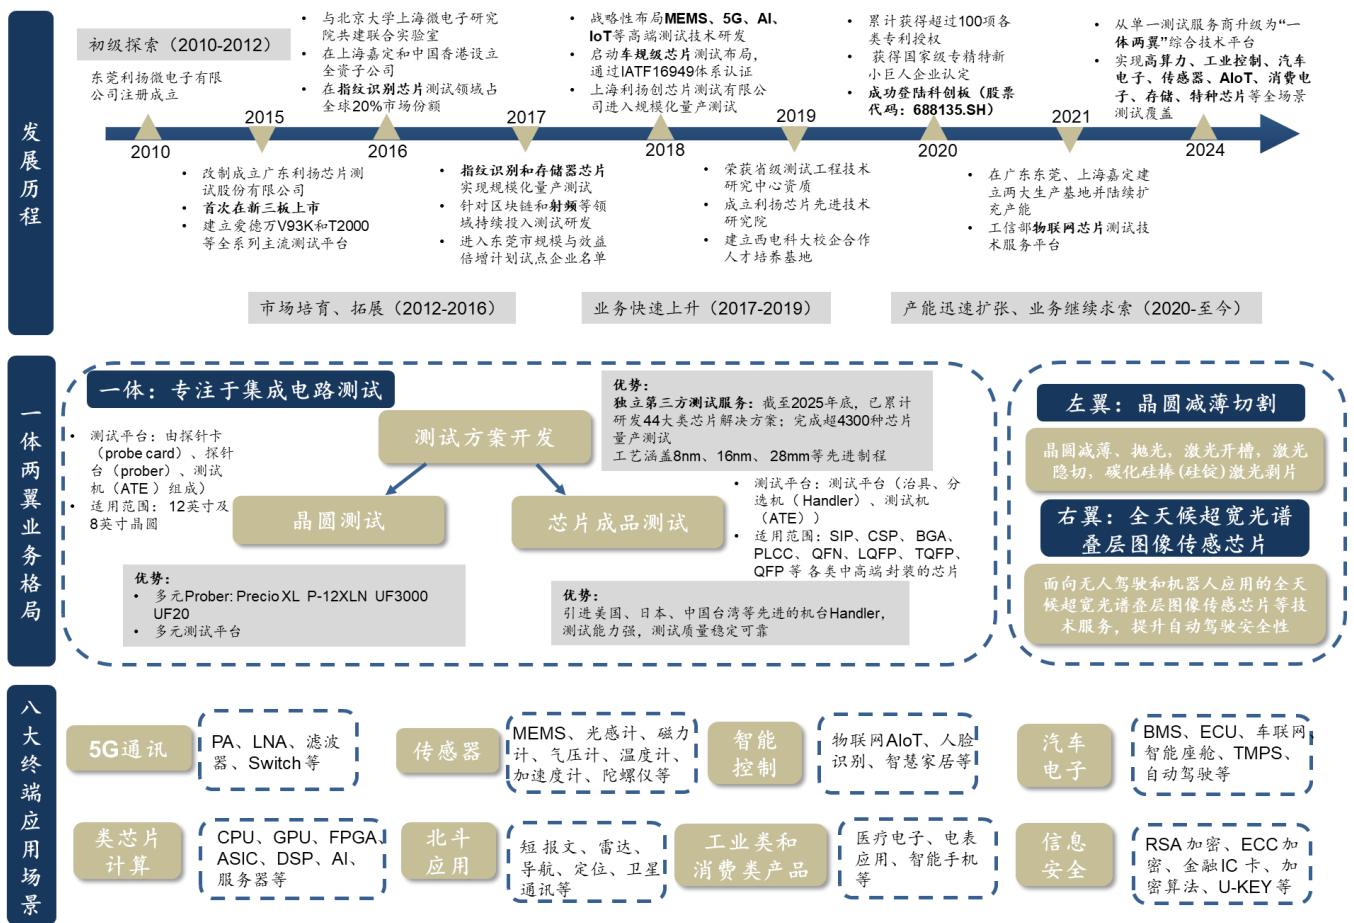 发展历程
初级探索（2010-2012）
东莞利扬微电子有限
公司注册成立
2010
2015
• 改制成立广东利扬芯片测
试股份有限公司
• 首次在新三板上市
• 建立爱德万V93K和T2000
等全系列主流测试平台
• 与北京大学上海微电子研究
院共建联合实验室
• 在上海嘉定和中国香港设立
全资子公司
• 在指纹识别芯片测试领域占
全球20%市场份额
2016
2017
• 指纹识别和存储器芯片
实现规模化量产测试
• 针对区块链和射频等领
域持续投入测试研发
• 进入东莞市规模与效益
倍增计划试点企业名单
• 战略性布局MEMS、5G、AI、
IoT等高端测试技术研发
• 启动车规级芯片测试布局，
通过IATF16949体系认证
• 上海利扬创芯片测试有限公
司进入规模化量产测试
2018
2019
• 荣获省级测试工程技术
研究中心资质
• 成立利扬芯片先进技术
研究院
• 建立西电科大校企合作
人才培养基地
• 累计获得超过100项各
类专利授权
• 获得国家级专精特新
小巨人企业认定
• 成功登陆科创板（股票
代码：688135.SH）
2020
2021
• 在广东东莞、上海嘉定建
立两大生产基地并陆续扩
充产能
• 工信部物联网芯片测试技
术服务平台
• 从单一测试服务商升级为“一
体两翼”综合技术平台
• 实现高算力、工业控制、汽车
电子、传感器、AIoT、消费电
子、存储、特种芯片等全场景
测试覆盖
2024
市场培育、拓展（2012-2016）
业务快速上升（2017-2019）
产能迅速扩张、业务继续求索（2020-至今）
一体两翼业务格局
一体：专注于集成电路测试
• 测试平台：由探针卡
（probe card）、探针
台（prober）、测试
机（ATE ）组成）
• 适用范围： 12英寸及
8英寸晶圆
测试方案开发
晶圆测试
芯片成品测试
优势：
独立第三方测试服务：截至2025年底，已累计
研发44大类芯片解决方案；完成超4300种芯片
量产测试
工艺涵盖8nm、16nm、28mm等先进制程
• 测试平台：测试平台（治具、分
选机（Handler）、测试机
（ATE））
• 适用范围：SIP、CSP、BGA、
PLCC、QFN、LQFP、TQFP、
QFP 等 各类中高端封装的芯片
优势：
• 多元Prober: Precio XL P-12XLN UF3000
UF20
• 多元测试平台
优势：
引进美国、日本、中国台湾等先进的机台Handler，
测试能力强，测试质量稳定可靠
左翼：晶圆减薄切割
晶圆减薄、抛光，激光开槽，激光
隐切，碳化硅棒(硅锭)激光剥片
右翼：全天候超宽光谱
叠层图像传感芯片
面向无人驾驶和机器人应用的全天
候超宽光谱叠层图像传感芯片等技
术服务，提升自动驾驶安全性
八大终端应用场景
5G通讯
PA、LNA、滤波
器、Switch 等
传感器
MEMS、光感计、磁力
计、气压计、温度计、
加速度计、陀螺仪等
智能
控制
物联网AIoT、人脸
识别、智慧家居等
汽车
电子
BMS、ECU、车联网、
智能座舱、TMPS、
自动驾驶等
类芯片
计算
CPU、GPU、FPGA、
ASIC、DSP、AI、
服务器等
北斗
应用
短 报文、雷达、
导航、定位、卫星
通讯等
工业类和
消费类产品
医疗电子、电表
应用、智能手机
等
信息
安全
RSA 加密、ECC 加
密、金融 IC 卡、加
密算法、U-KEY 等